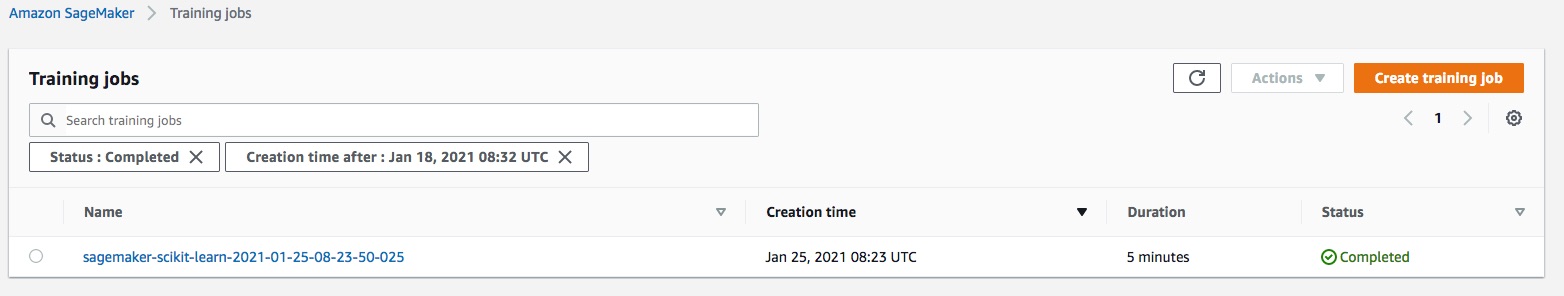 Amazon SageMaker > Training jobs
Training jobs
Actions
Create training job
Search training jobs
1
Status : Completed
Creation time after : Jan 18, 2021 08:32 UTC
Name Creation time Duration Status
sagemaker-scikit-learn-2021-01-25-08-23-50-025 Jan 25, 2021 08:23 UTC 5 minutes Completed